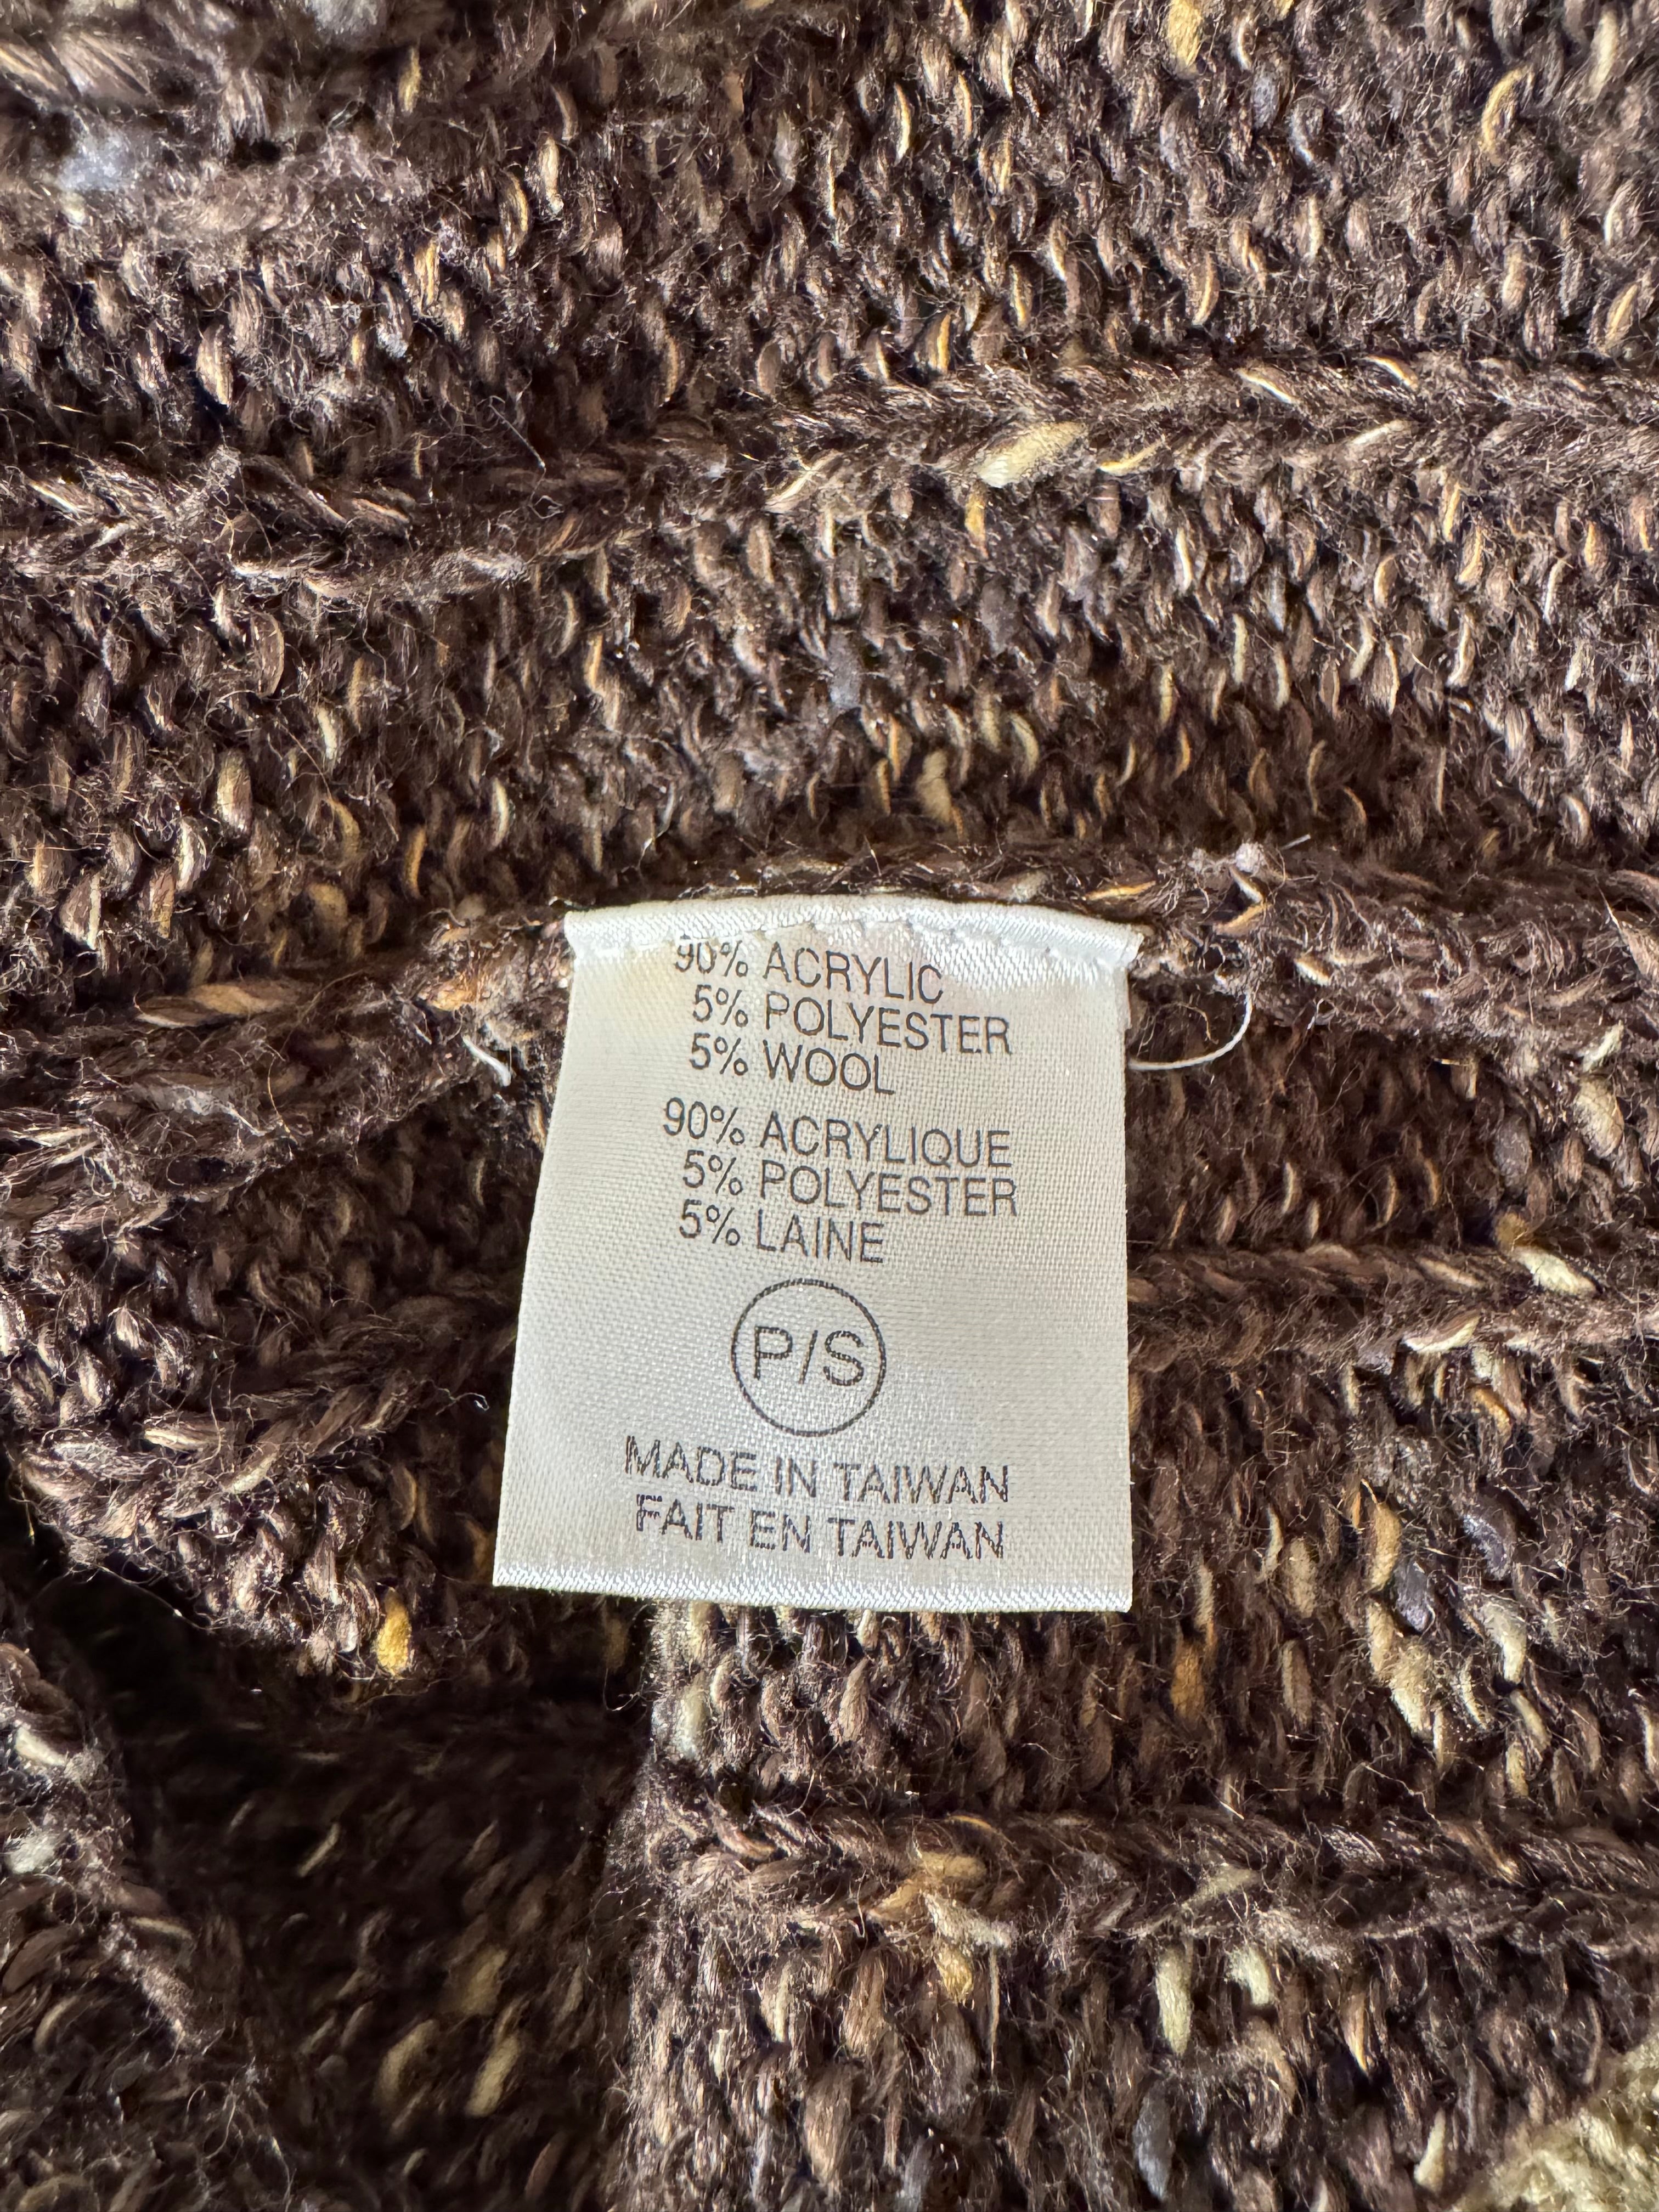 90% ACRYLIC
5% POLYESTER
5% WOOL
90% ACRYLIQUE
5% POLYESTER
5% LAINE
P/S
MADE IN TAIWAN
FAIT EN TAIWAN